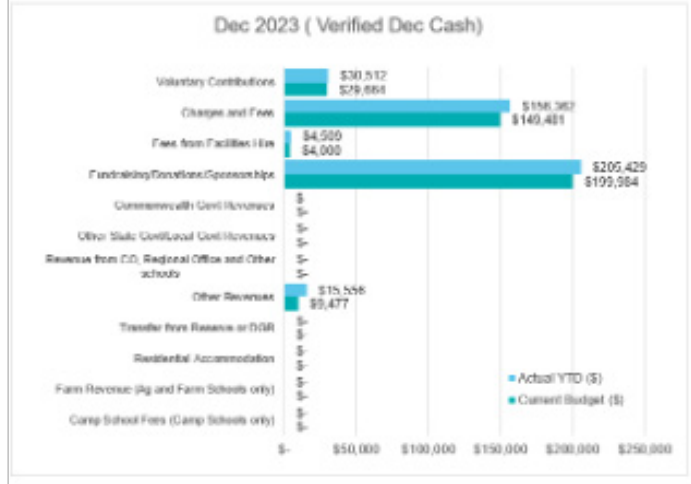 Dec 2023 ( Verified Dec Cash)
Voluntary Contributions
$30,512
$29,664
Charges and Fees
$156,362
$149,481
Fees from Facilities Hire
$4,509
$4,000
Fundraising/Donations/Sponsorships
$205,429
$199,984
Commonwealth Govt Revenues
$-
$-
Other State Govt/Local Govt Revenues
$-
$-
Revenue from CO, Regional Office and Other
schools
$-
$-
Other Revenues
$15,556
$9,477
Transfer from Reserve or DGR
$-
$-
Residential Accommodation
$-
$-
Farm Revenue (Ag and Farm Schools only)
$-
$-
Camp School Fees (Camp Schools only)
$-
$-
Actual YTD ($)
Current Budget ($)
$- $50,000 $100,000 $150,000 $200,000 $250,000